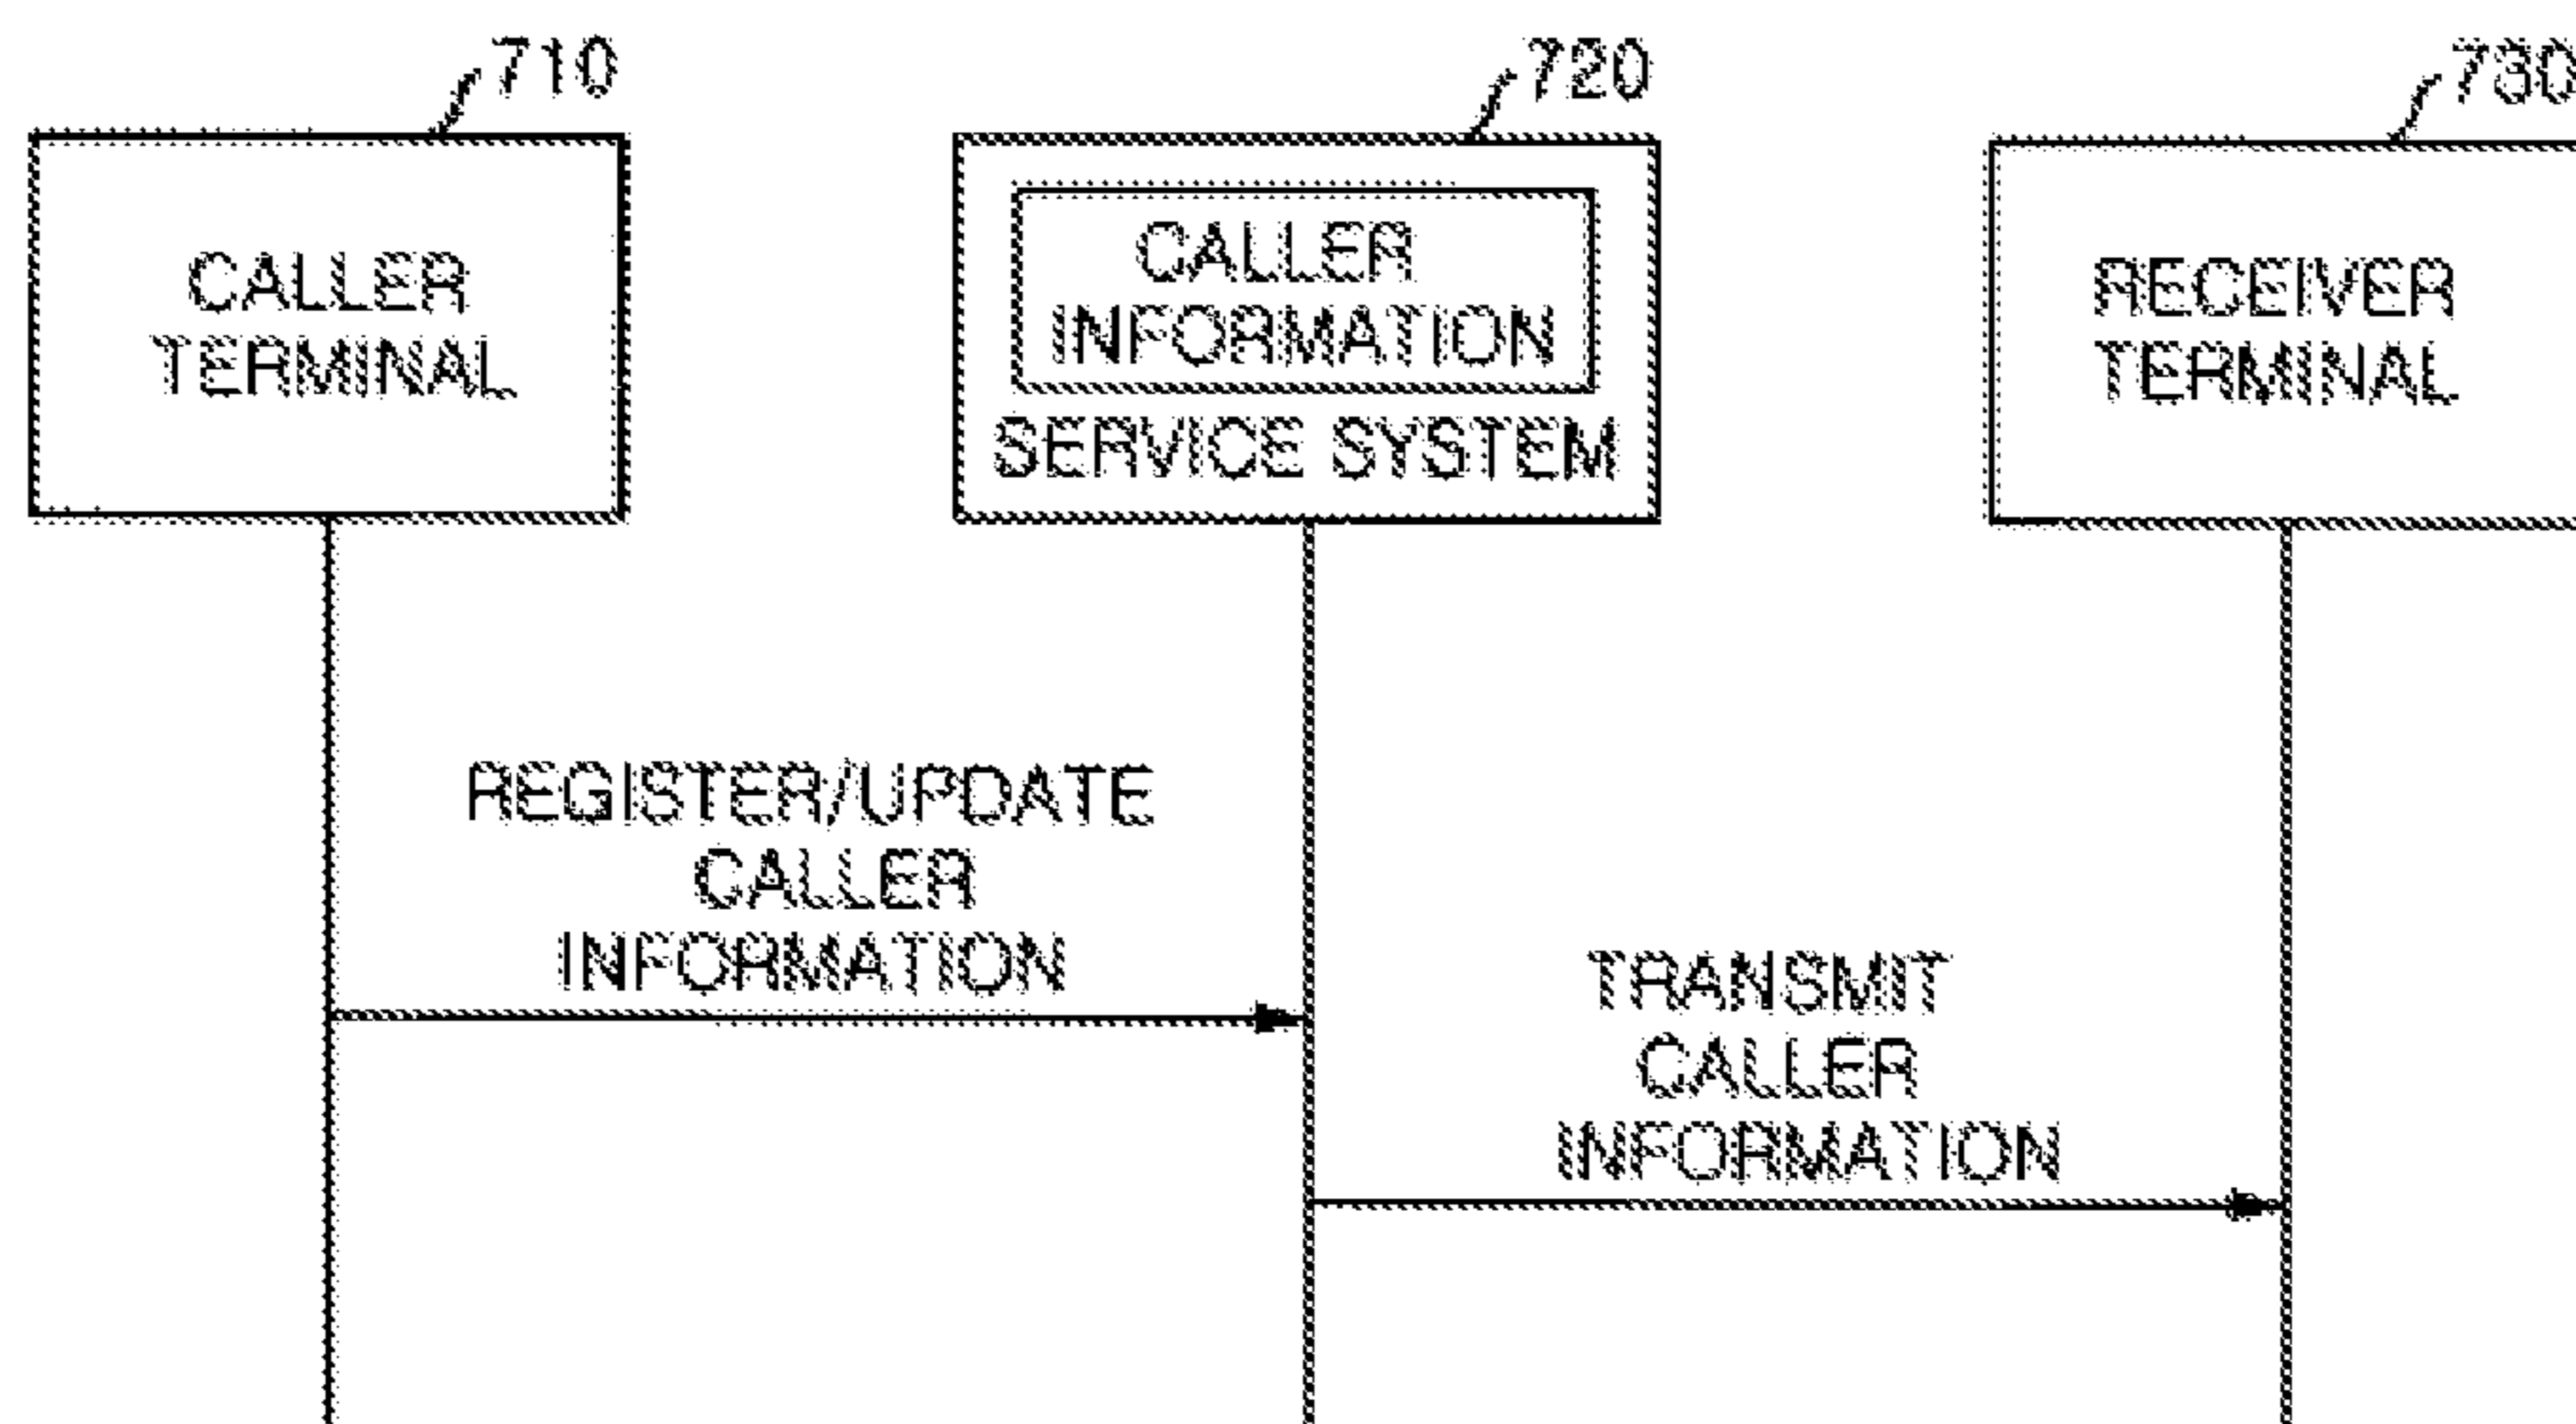 710
720
730
CALLER
TERMINAL
CALLER
INFORMATION
SERVICE SYSTEM
RECEIVER
TERMINAL
REGISTER/UPDATE
CALLER
INFORMATION
TRANSMIT
CALLER
INFORMATION